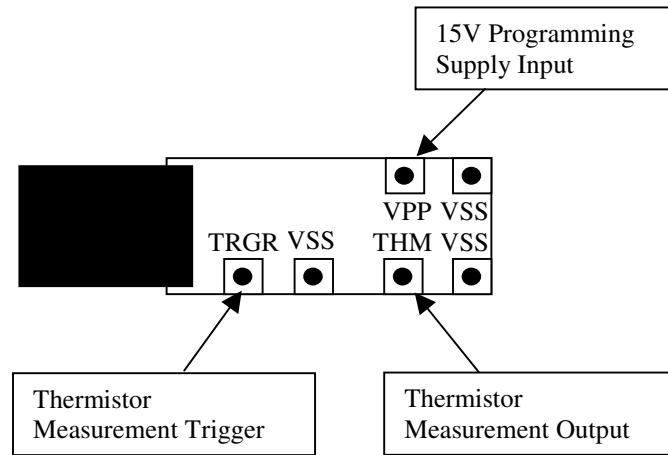 15V Programming
Supply Input
VPP VSS
TRGR VSS THM VSS
Thermistor
Measurement Trigger
Thermistor
Measurement Output